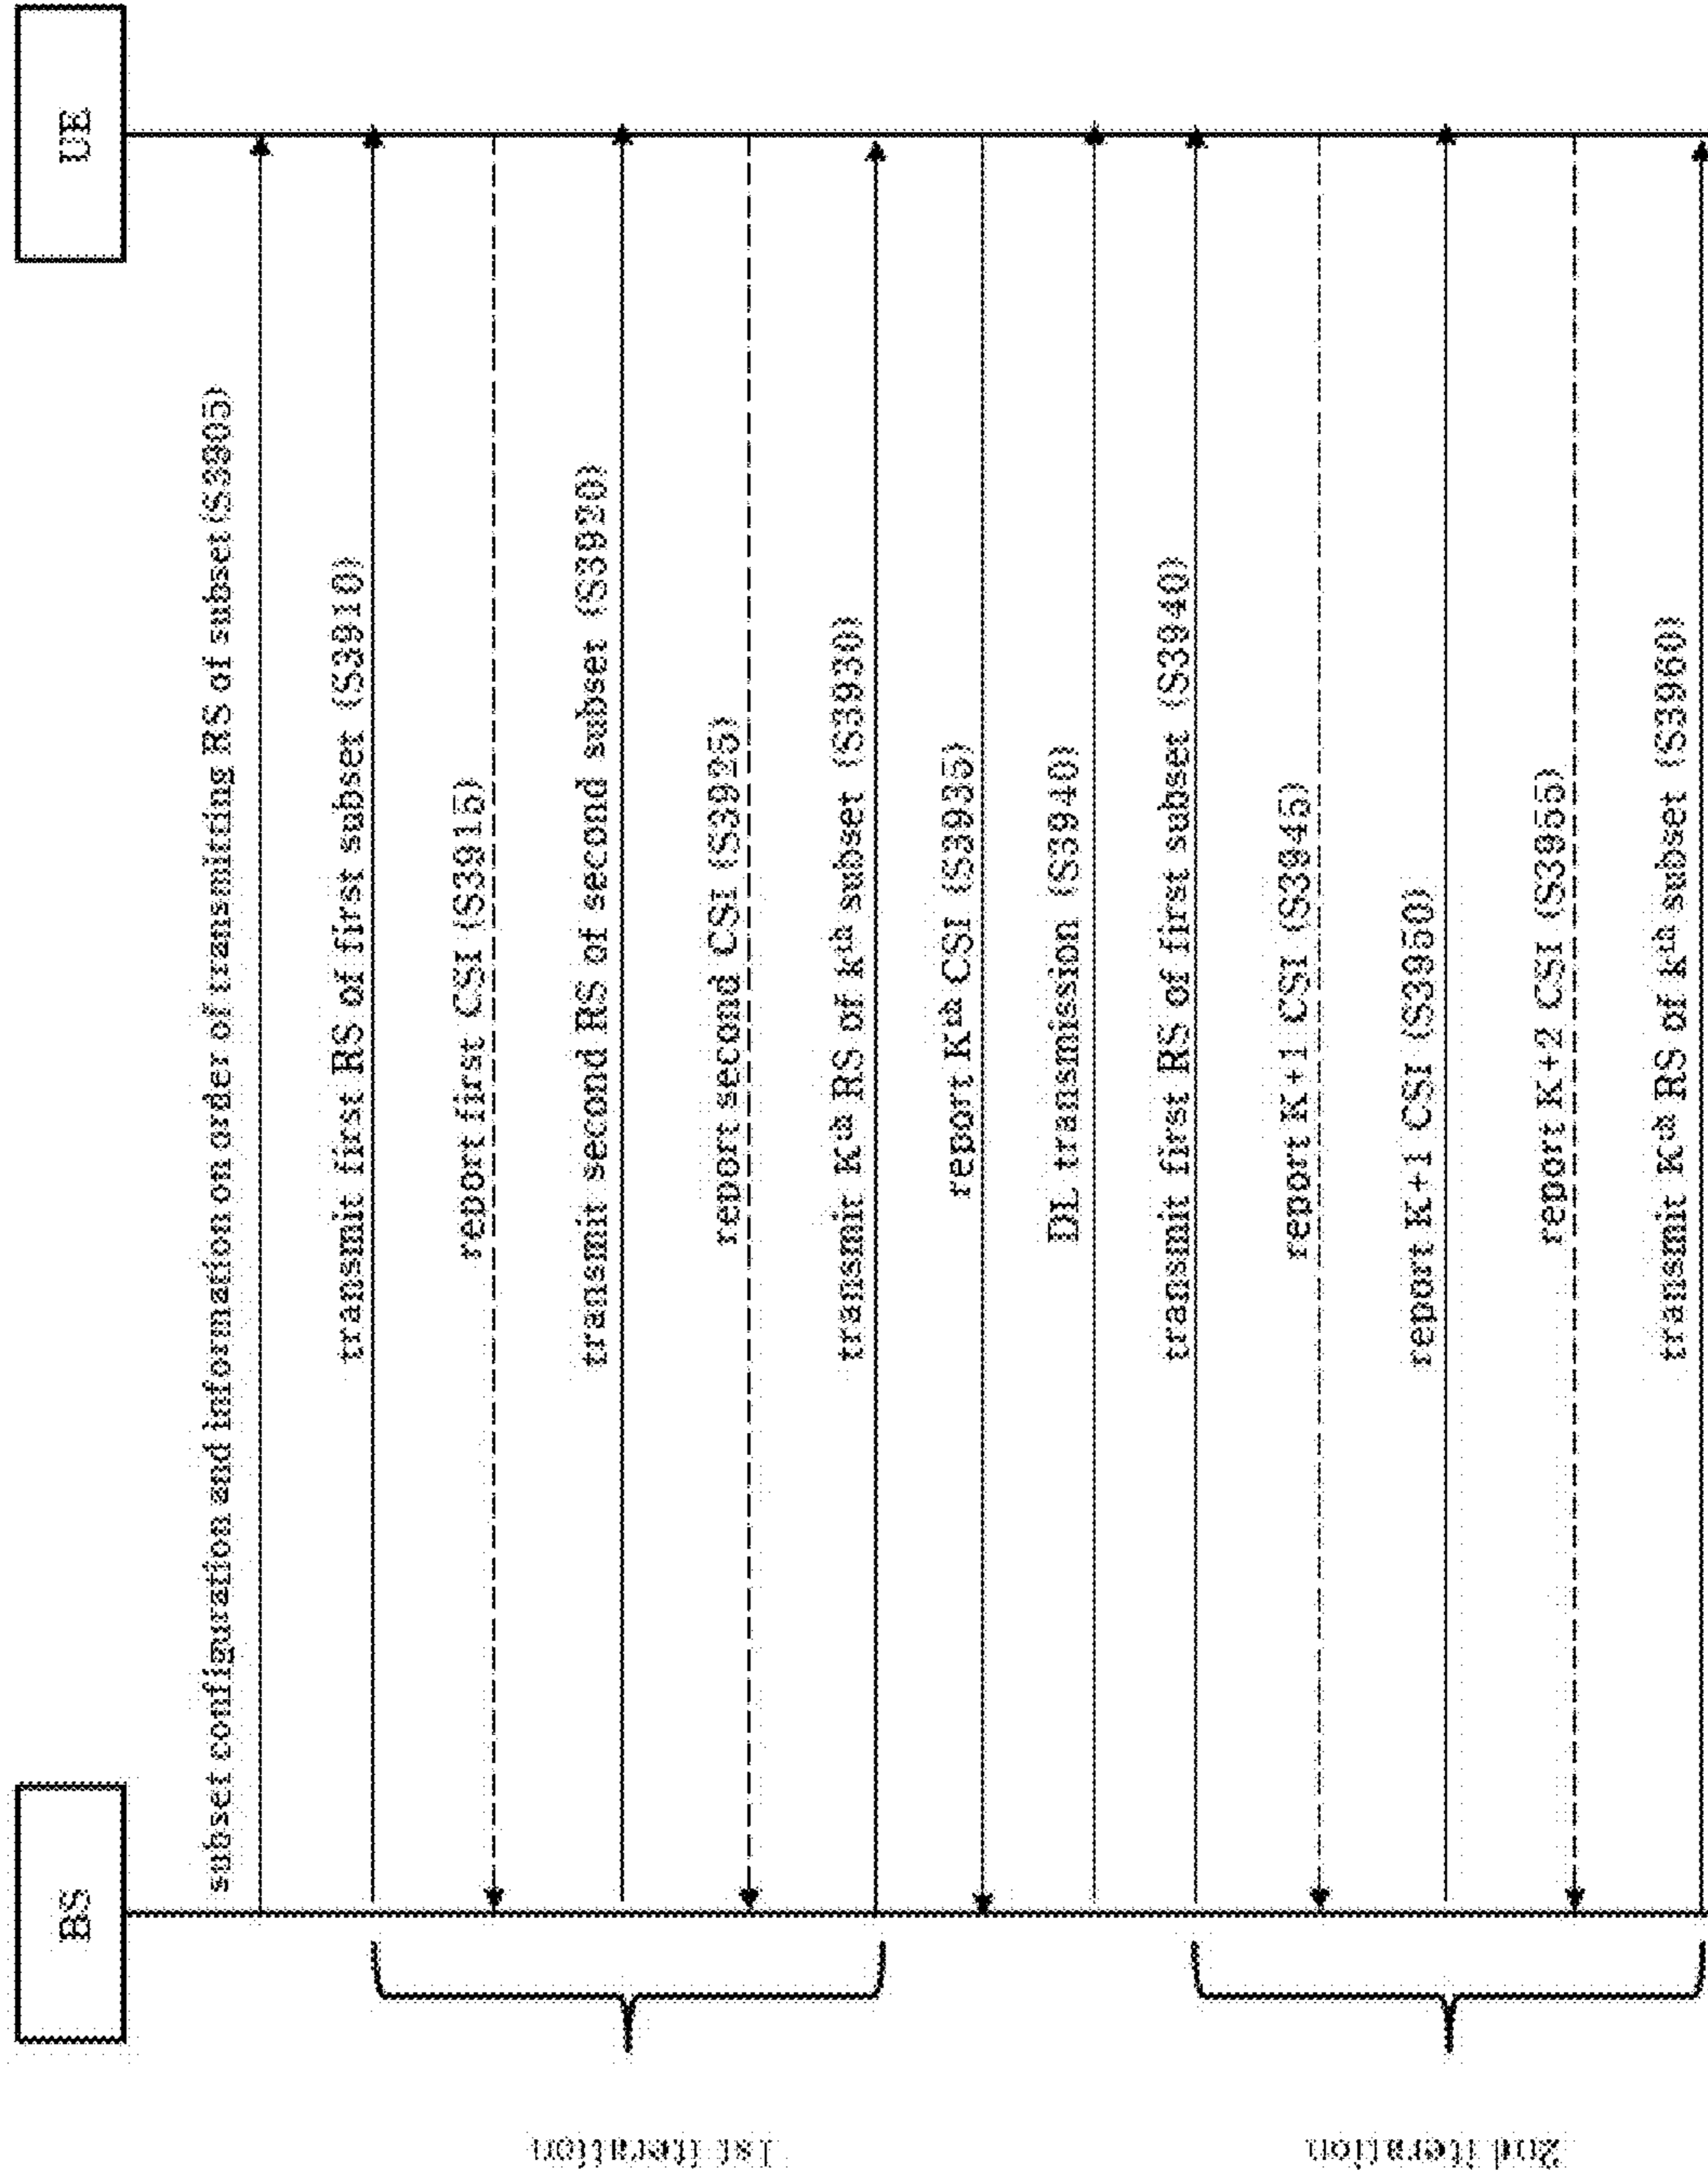 BS
UE
subset configuration and information on order of transmitting RS of subset (S3905)
transmit first RS of first subset (S3910)
report first CSI (S3915)
transmit second RS of second subset (S3920)
report second CSI (S3925)
transmit Kth RS of kth subset (S3930)
report Kth CSI (S3935)
DL transmission (S3940)
transmit first RS of first subset (S3940)
report K+1 CSI (S3945)
report K+1 CSI (S3950)
report K+2 CSI (S3955)
transmit Kth RS of kth subset (S3960)
1st iteration
2nd iteration